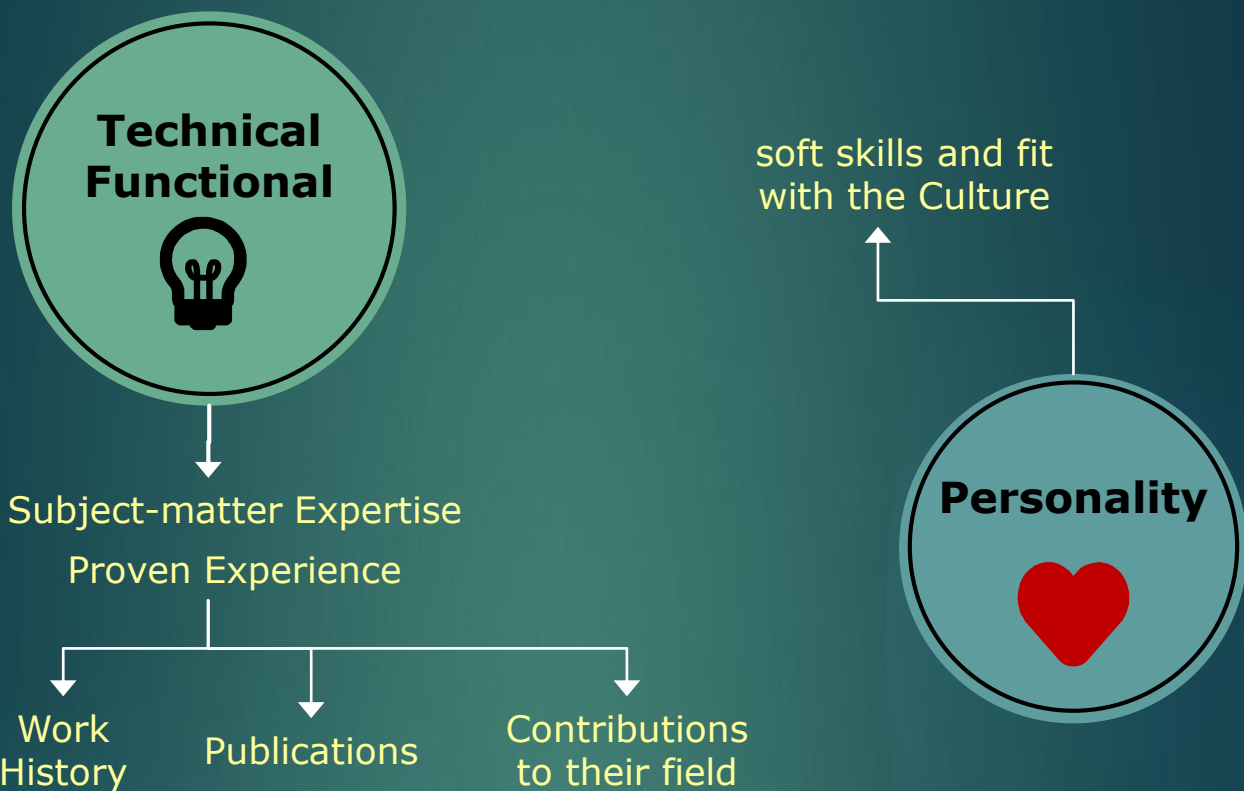 Technical
Functional
soft skills and fit
with the Culture
Subject-matter Expertise
Proven Experience
Personality
Work
History
Publications
Contributions
to their field